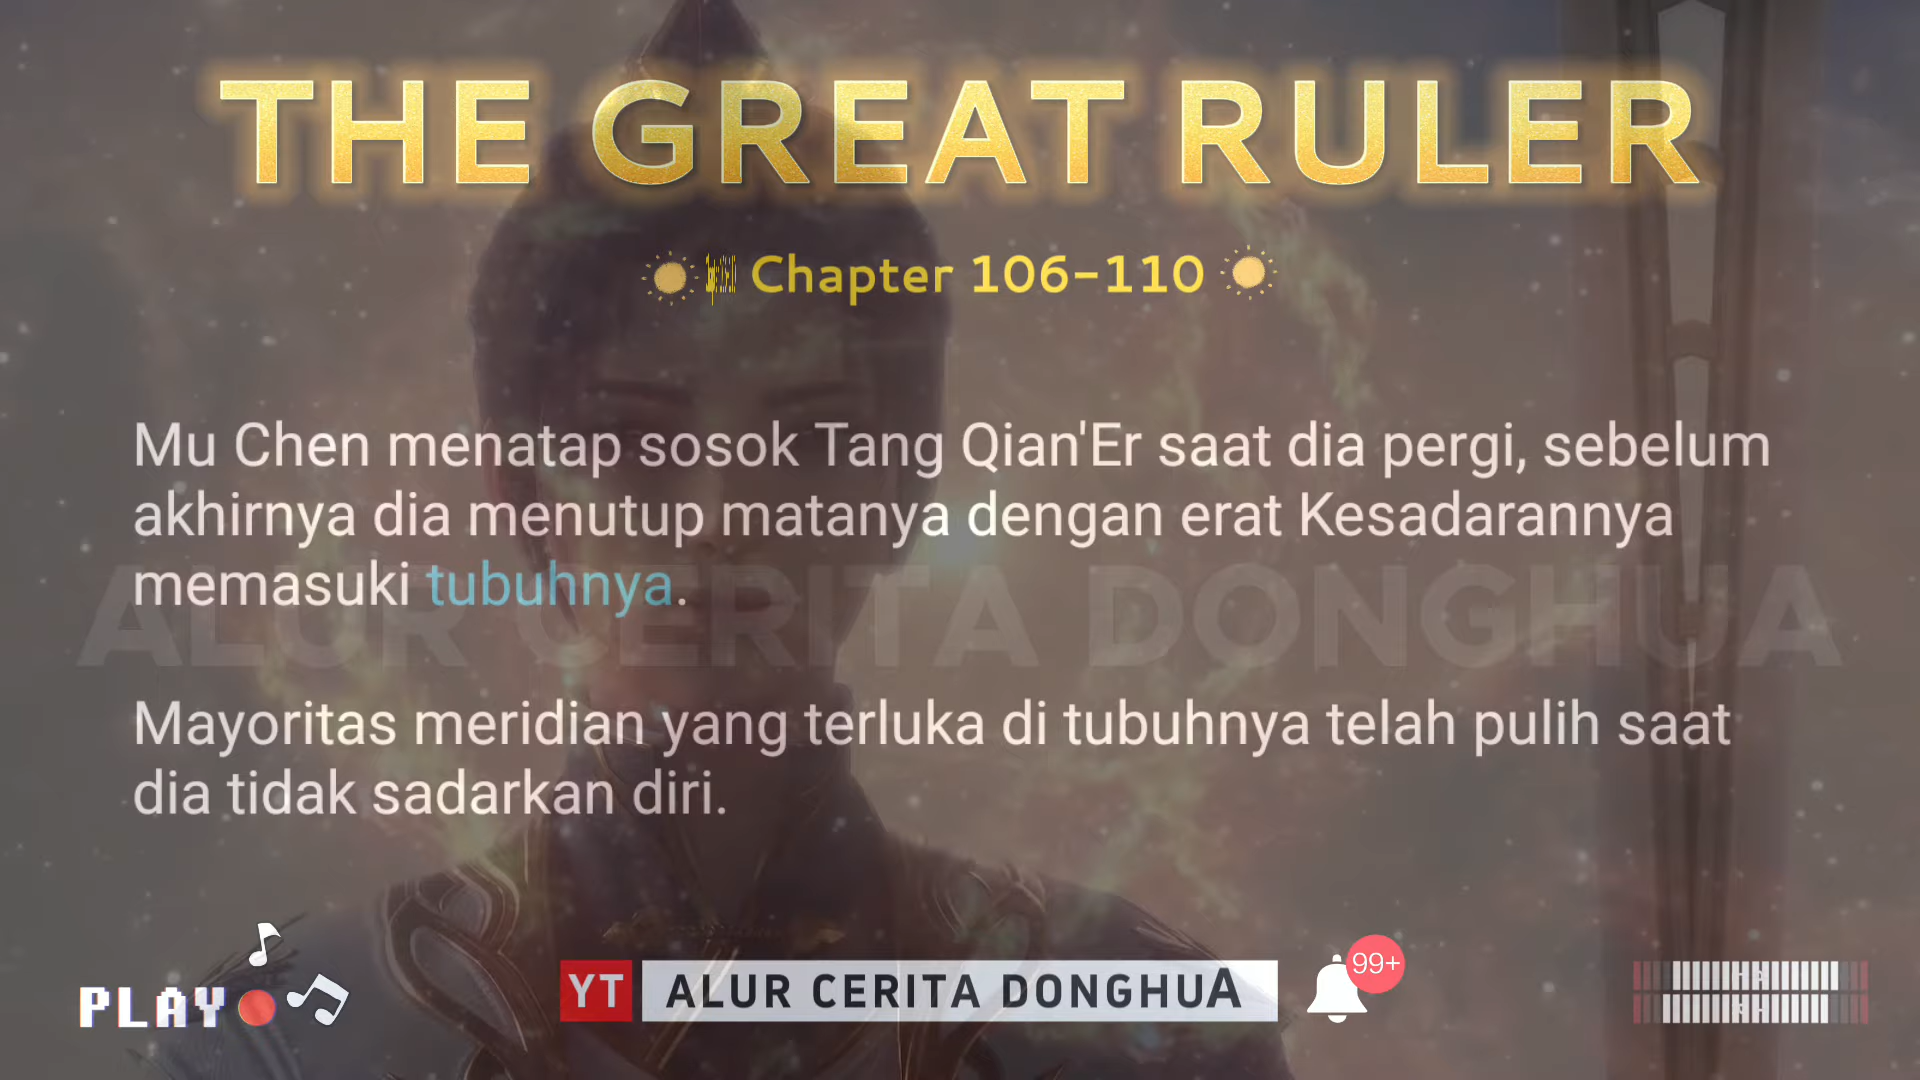 THE GREAT RULER
Chapter 106-110
Mu Chen menatap sosok Tang Qian'Er saat dia pergi, sebelum
akhirnya dia menutup matanya dengan erat Kesadarannya
memasuki tubuhnya.
ALUR CERITA DONGHUA
Mayoritas meridian yang terluka di tubuhnya telah pulih saat
dia tidak sadarkan diri.
PLAY
YT ALUR CERITA DONGHUA
99+